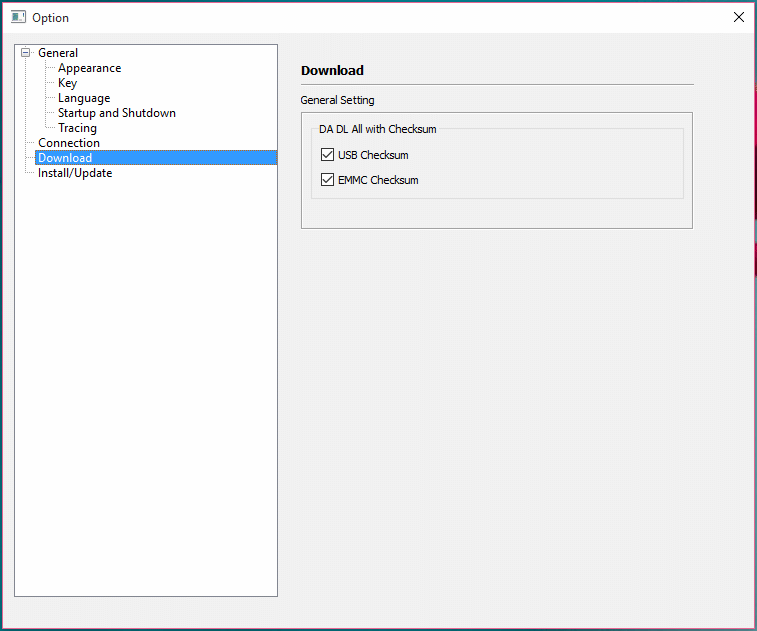 Option
General
Appearance
Key
Language
Startup and Shutdown
Tracing
Connection
Download
Install/Update
Download
General Setting
DA DL All with Checksum
USB Checksum
EMMC Checksum